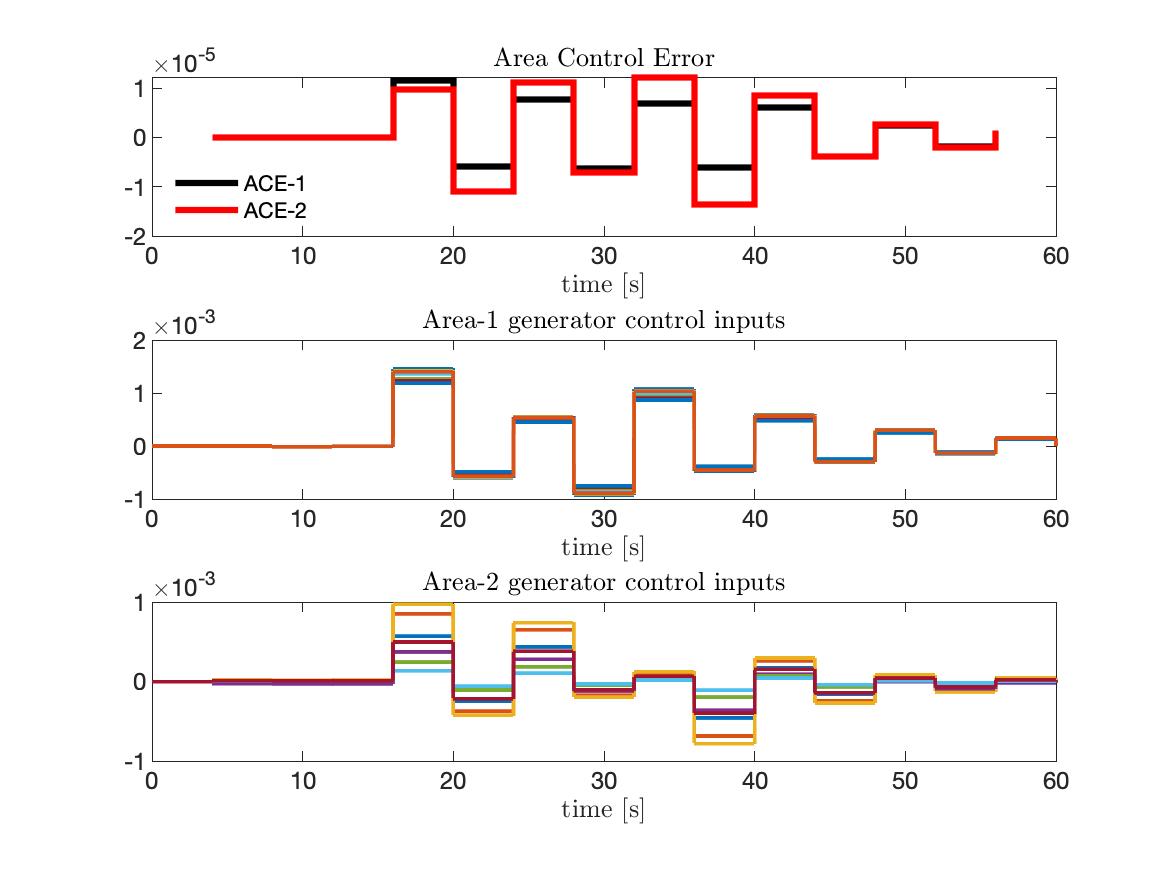 Area Control Error
×10-5
1
0
-1
-2
ACE-1
ACE-2
0 10 20 30 40 50 60
time [s]
Area-1 generator control inputs
×10-3
2
1
0
-1
0 10 20 30 40 50 60
time [s]
Area-2 generator control inputs
×10-3
1
0
-1
0 10 20 30 40 50 60
time [s]